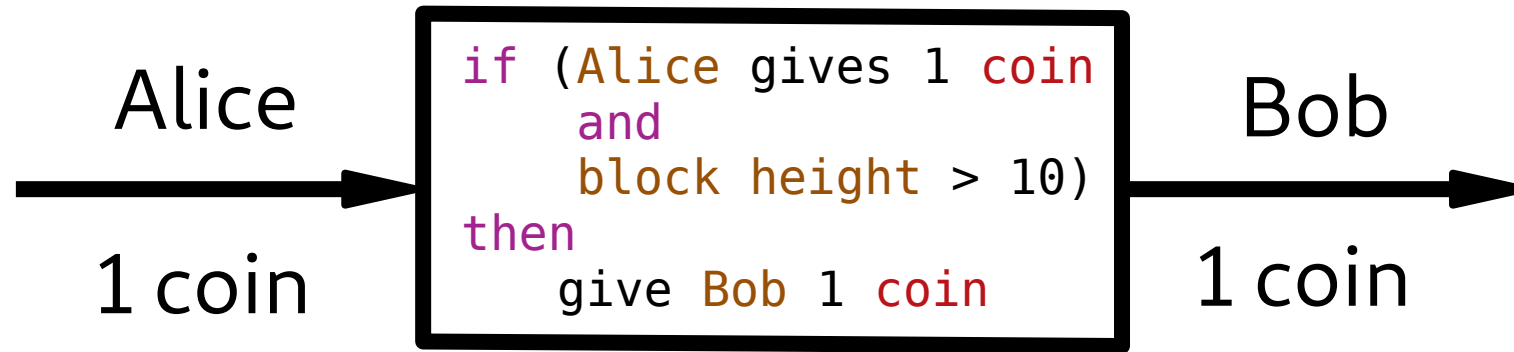 Alice
1 coin
if (Alice gives 1 coin
and
block height > 10)
then
give Bob 1 coin
Bob
1 coin